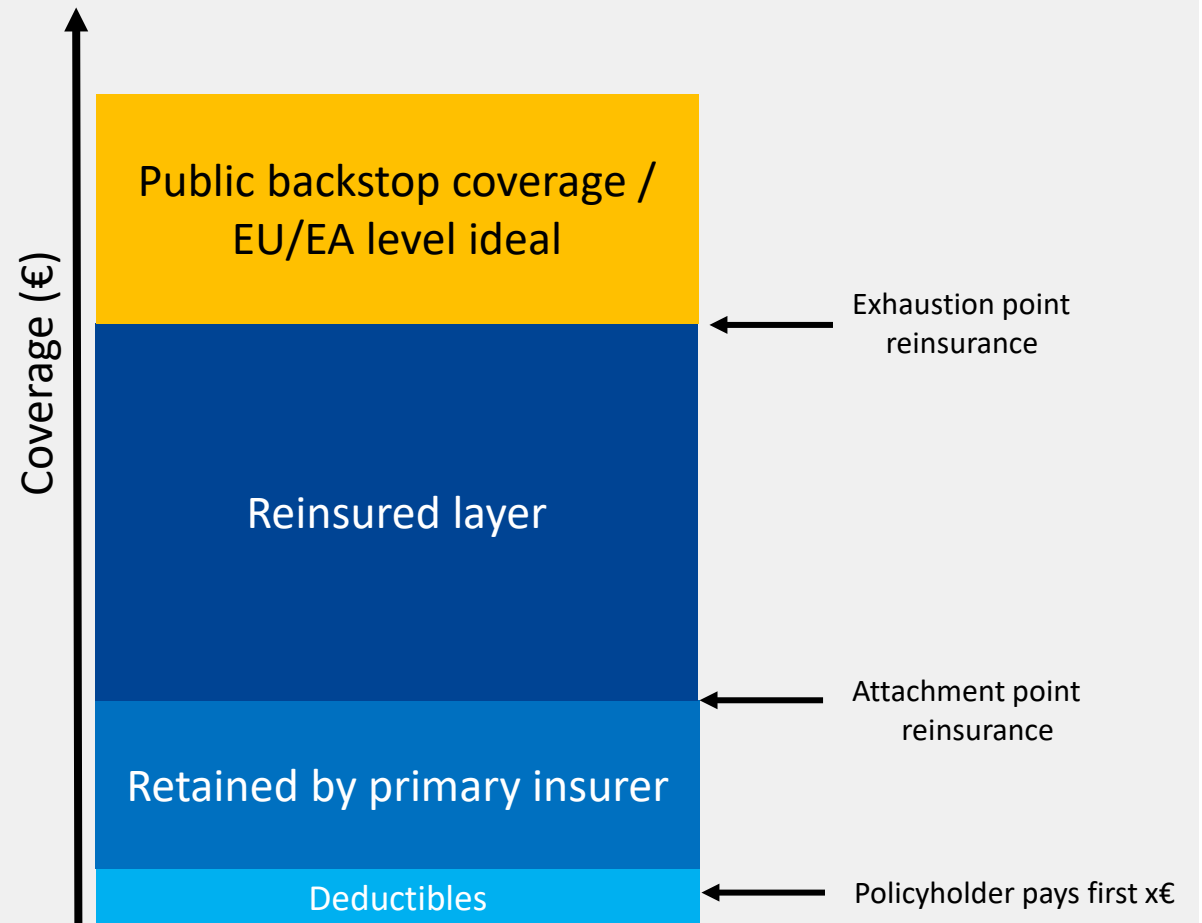 Coverage (€)
Public backstop coverage /
EU/EA level ideal
Exhaustion point
reinsurance
Reinsured layer
Attachment point
reinsurance
Retained by primary insurer
Deductibles
Policyholder pays first x€